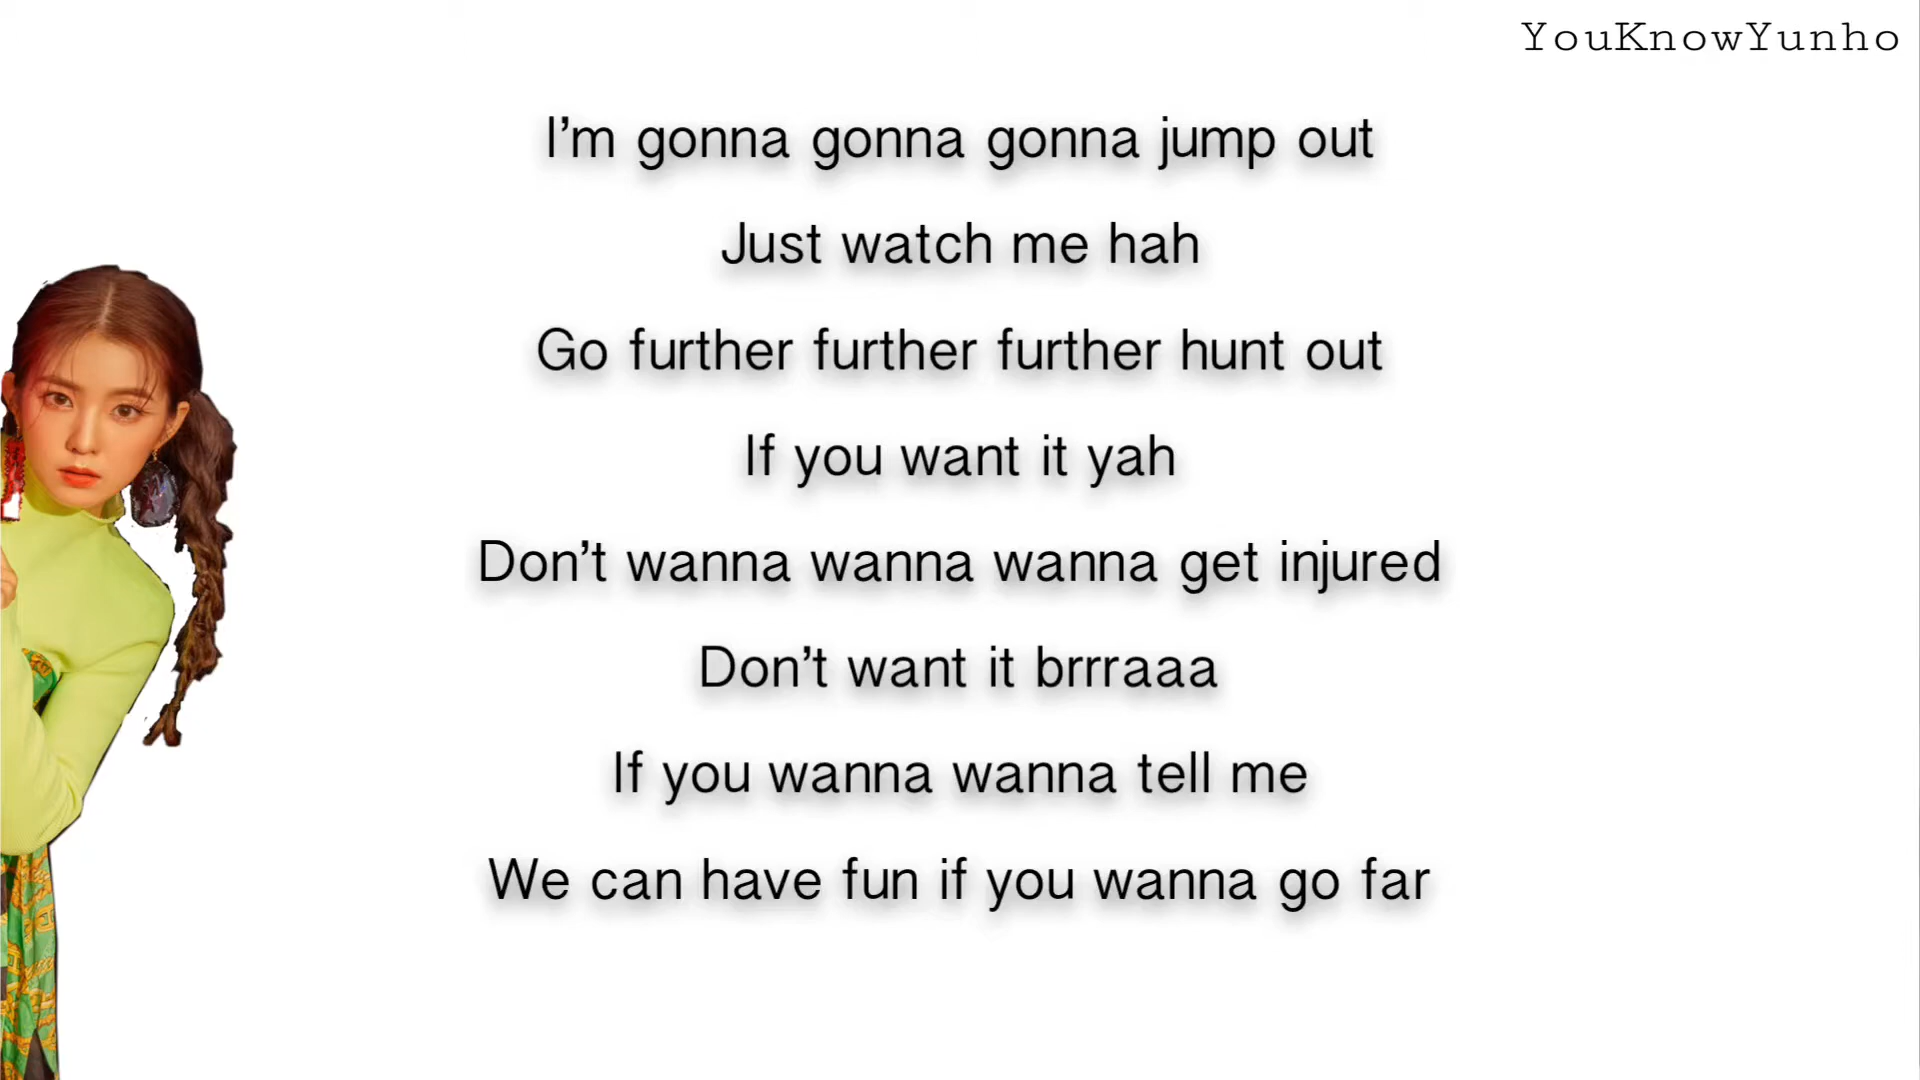 YouKnowYunho
I’m gonna gonna gonna jump out
Just watch me hah
Go further further further hunt out
If you want it yah
Don’t wanna wanna wanna get injured
Don’t want it brrraaa
If you wanna wanna tell me
We can have fun if you wanna go far